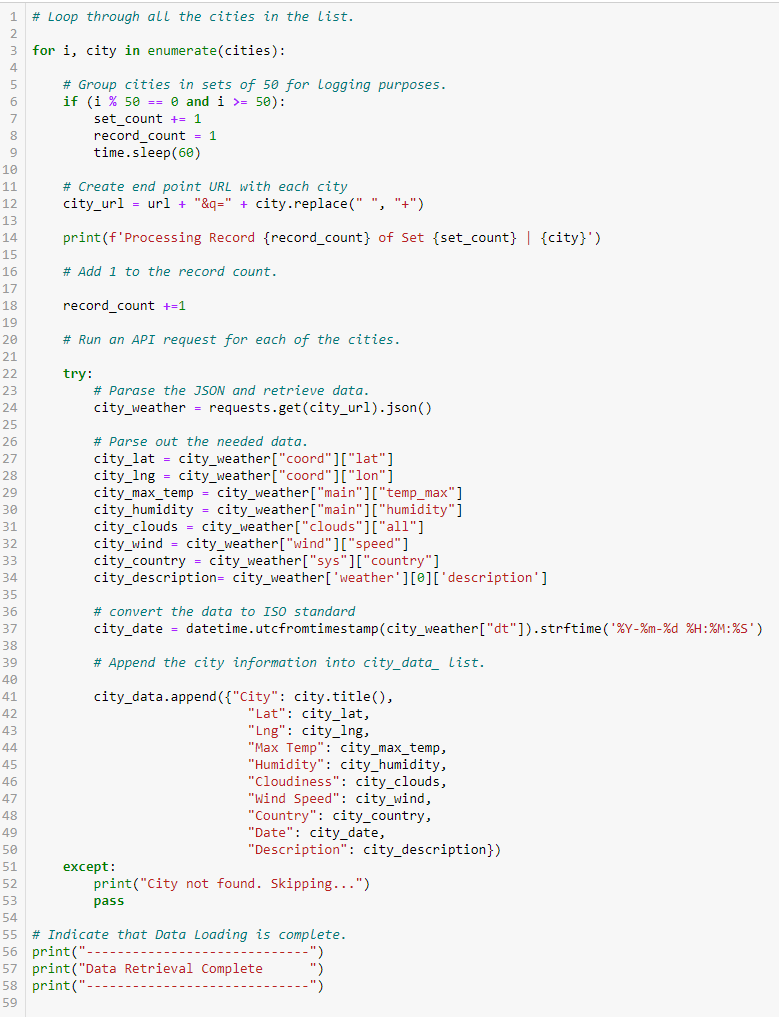 1 # Loop through all the cities in the list.
2
3 for i, city in enumerate(cities):
4
5     # Group cities in sets of 50 for logging purposes.
6     if (i % 50 == 0 and i >= 50):
7         set_count += 1
8         record_count = 1
9         time.sleep(60)
10
11     # Create end point URL with each city
12     city_url = url + "&q=" + city.replace(" ", "+")
13
14     print(f'Processing Record {record_count} of Set {set_count} | {city}')
15
16     # Add 1 to the record count.
17
18     record_count +=1
19
20     # Run an API request for each of the cities.
21
22     try:
23         # Parase the JSON and retrieve data.
24         city_weather = requests.get(city_url).json()
25
26         # Parse out the needed data.
27         city_lat = city_weather["coord"]["lat"]
28         city_lng = city_weather["coord"]["lon"]
29         city_max_temp = city_weather["main"]["temp_max"]
30         city_humidity = city_weather["main"]["humidity"]
31         city_clouds = city_weather["clouds"]["all"]
32         city_wind = city_weather["wind"]["speed"]
33         city_country = city_weather["sys"]["country"]
34         city_description= city_weather['weather'][0]['description']
35
36         # convert the data to ISO standard
37         city_date = datetime.utcfromtimestamp(city_weather["dt"]).strftime('%Y-%m-%d %H:%M:%S')
38
39         # Append the city information into city_data_ list.
40
41         city_data.append({"City": city.title(),
42                             "Lat": city_lat,
43                             "Lng": city_lng,
44                             "Max Temp": city_max_temp,
45                             "Humidity": city_humidity,
46                             "Cloudiness": city_clouds,
47                             "Wind Speed": city_wind,
48                             "Country": city_country,
49                             "Date": city_date,
50                             "Description": city_description})
51     except:
52         print("City not found. Skipping...")
53         pass
54
55 # Indicate that Data Loading is complete.
56 print("-----------------------------")
57 print("Data Retrieval Complete      ")
58 print("-----------------------------")
59